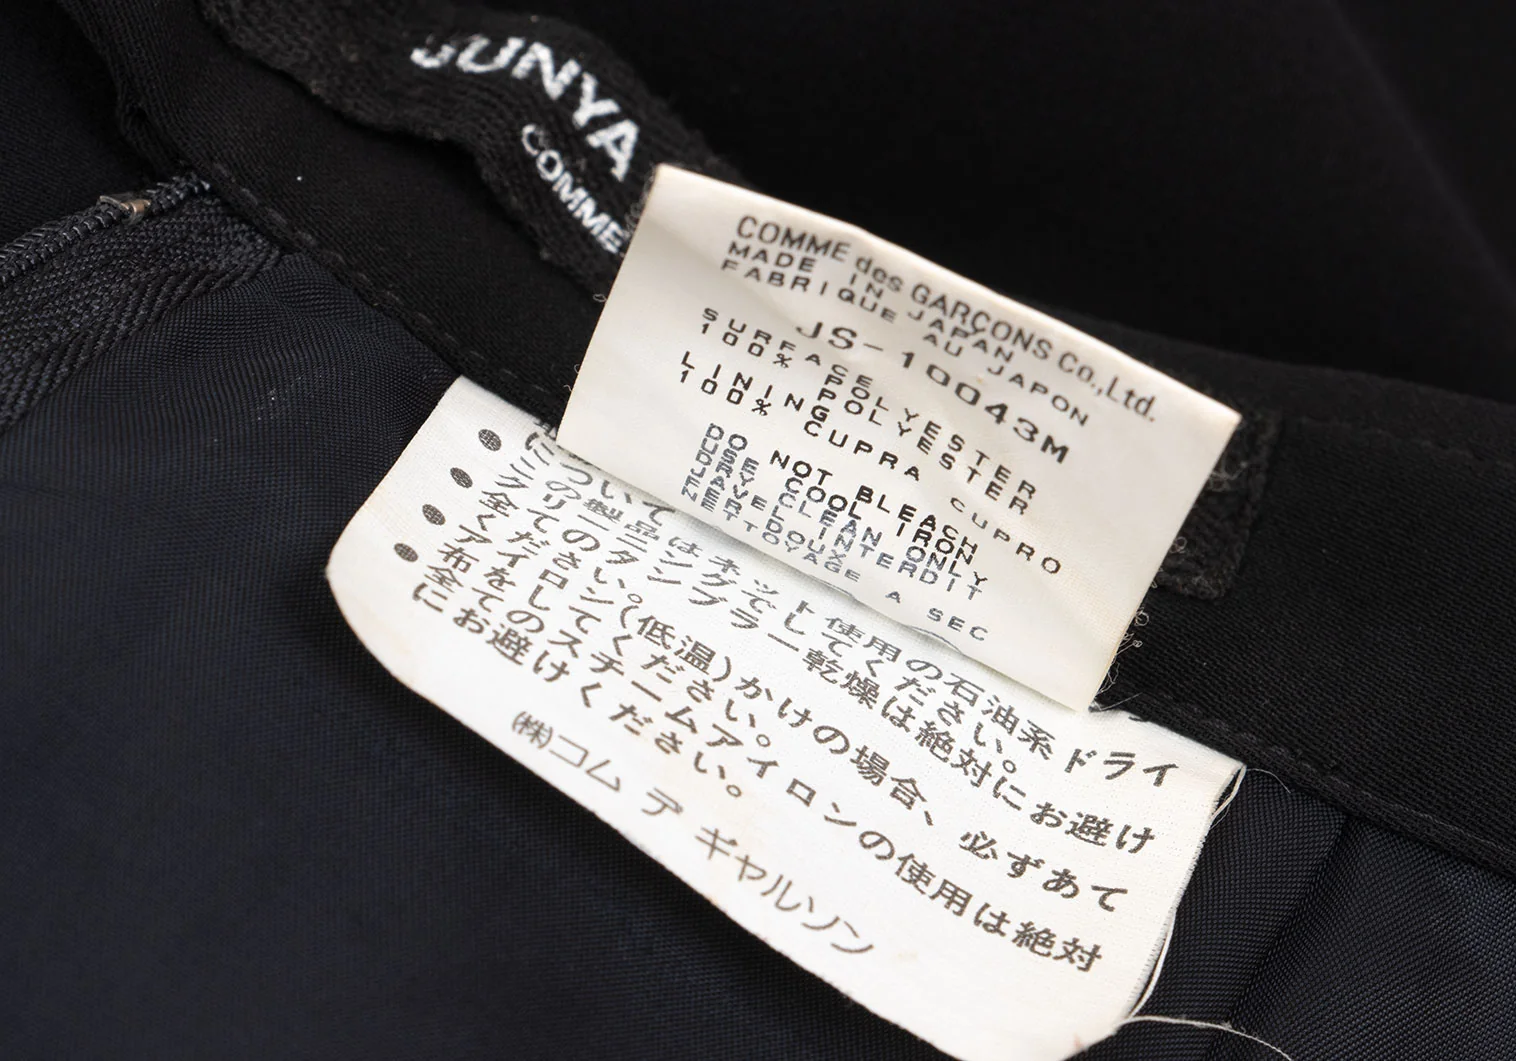 JUNYA
COMME
COMME des GARÇONS Co.,Ltd.
MADE IN JAPAN
FABRIQUE AU JAPON
JS-10043M
SURFACE POLYESTER
100% POLYESTER
LINING CUPRA CUPRO
100%
DO NOT BLEACH
USE COOL IRON
DRY CLEAN ONLY
JAVEL INTERDIT
FER DOUX
NETTOYAGE A SEC
について
●この製品はネット使用の石油系ドライ
クリーニングでしてください。
●全てのタンブラー乾燥は絶対にお避け
ください。
●アイロン(低温)かけの場合、必ずあて
布をしてください。
●全てのスチームアイロンの使用は絶対
にお避けください。
(株)コム デ ギャルソン